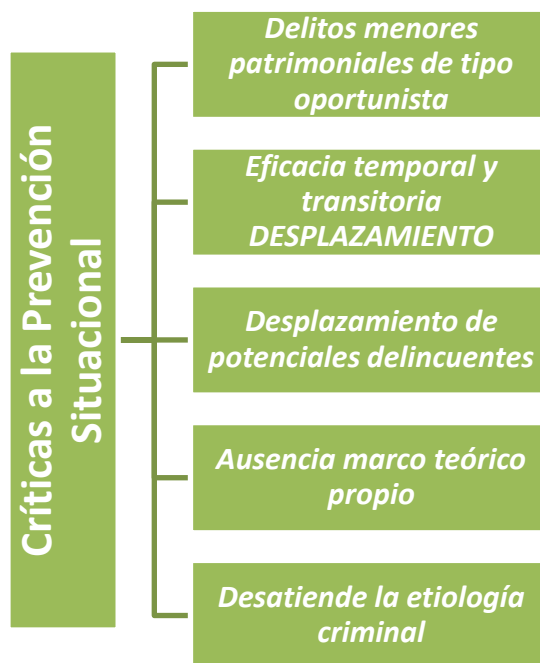 Críticas a la Prevención
Situacional
Delitos menores
patrimoniales de tipo
oportunista
Eficacia temporal y
transitoria
DESPLAZAMIENTO
Desplazamiento de
potenciales delincuentes
Ausencia marco teórico
propio
Desatiende la etiología
criminal